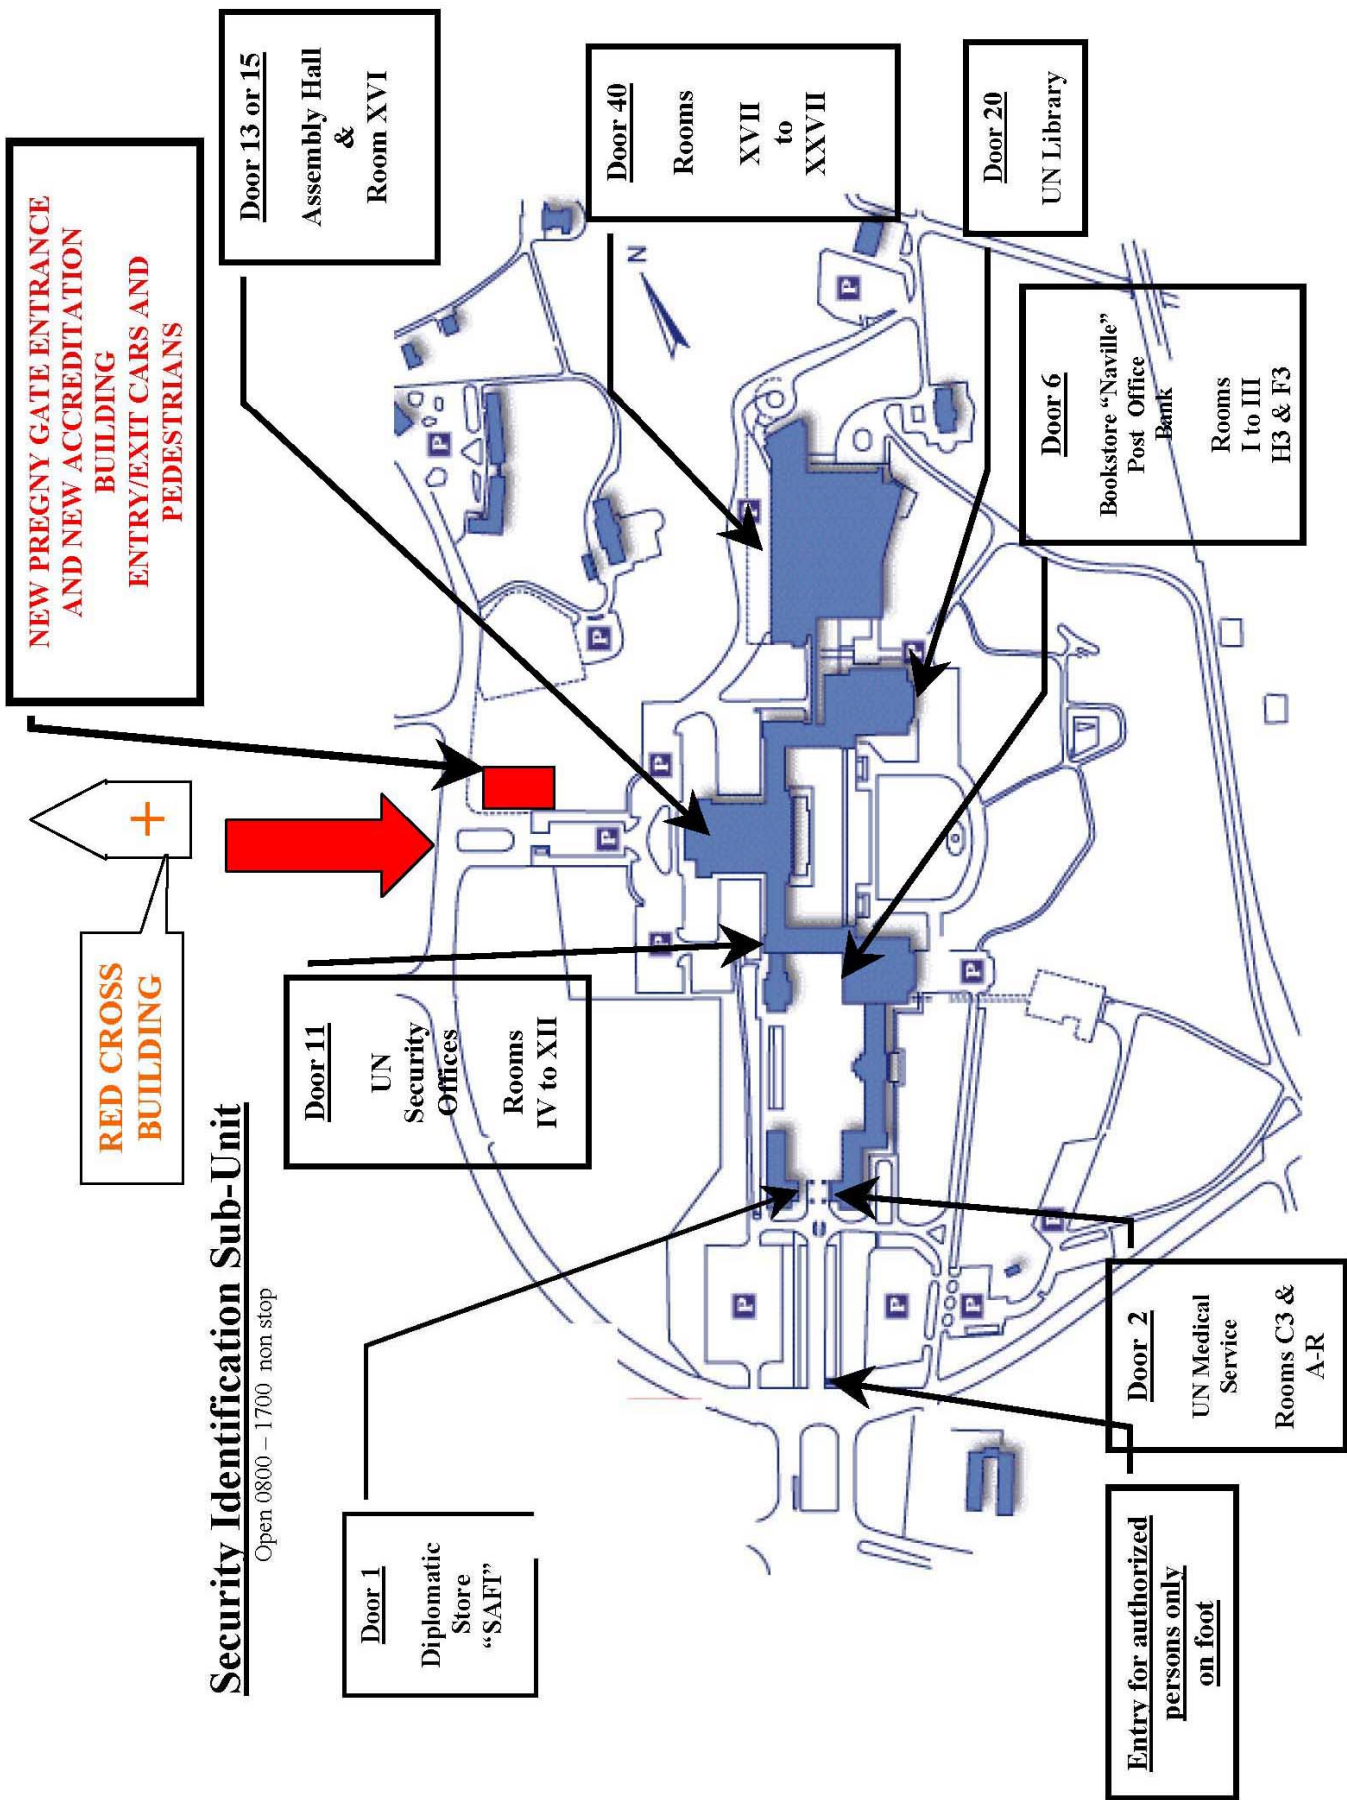 Security Identification Sub-Unit
Open 0800 – 1700 non stop
RED CROSS
BUILDING
NEW PREGNY GATE ENTRANCE
AND NEW ACCREDITATION
BUILDING
ENTRY/EXIT CARS AND
PEDESTRIANS
Door 1
Diplomatic
Store
“SAFI”
Door 11
UN
Security
Offices
Rooms
IV to XII
Door 13 or 15
Assembly Hall
&
Room XVI
Door 40
Rooms
XVII
to
XXVII
Door 20
UN Library
N
P
P
P
P
P
P
P
P
P
P
P
P
P
Door 6
Bookstore “Naville”
Post Office
Bank
Rooms
I to III
H3 & F3
Door 2
UN Medical
Service
Rooms C3 &
A-R
Entry for authorized
persons only
on foot